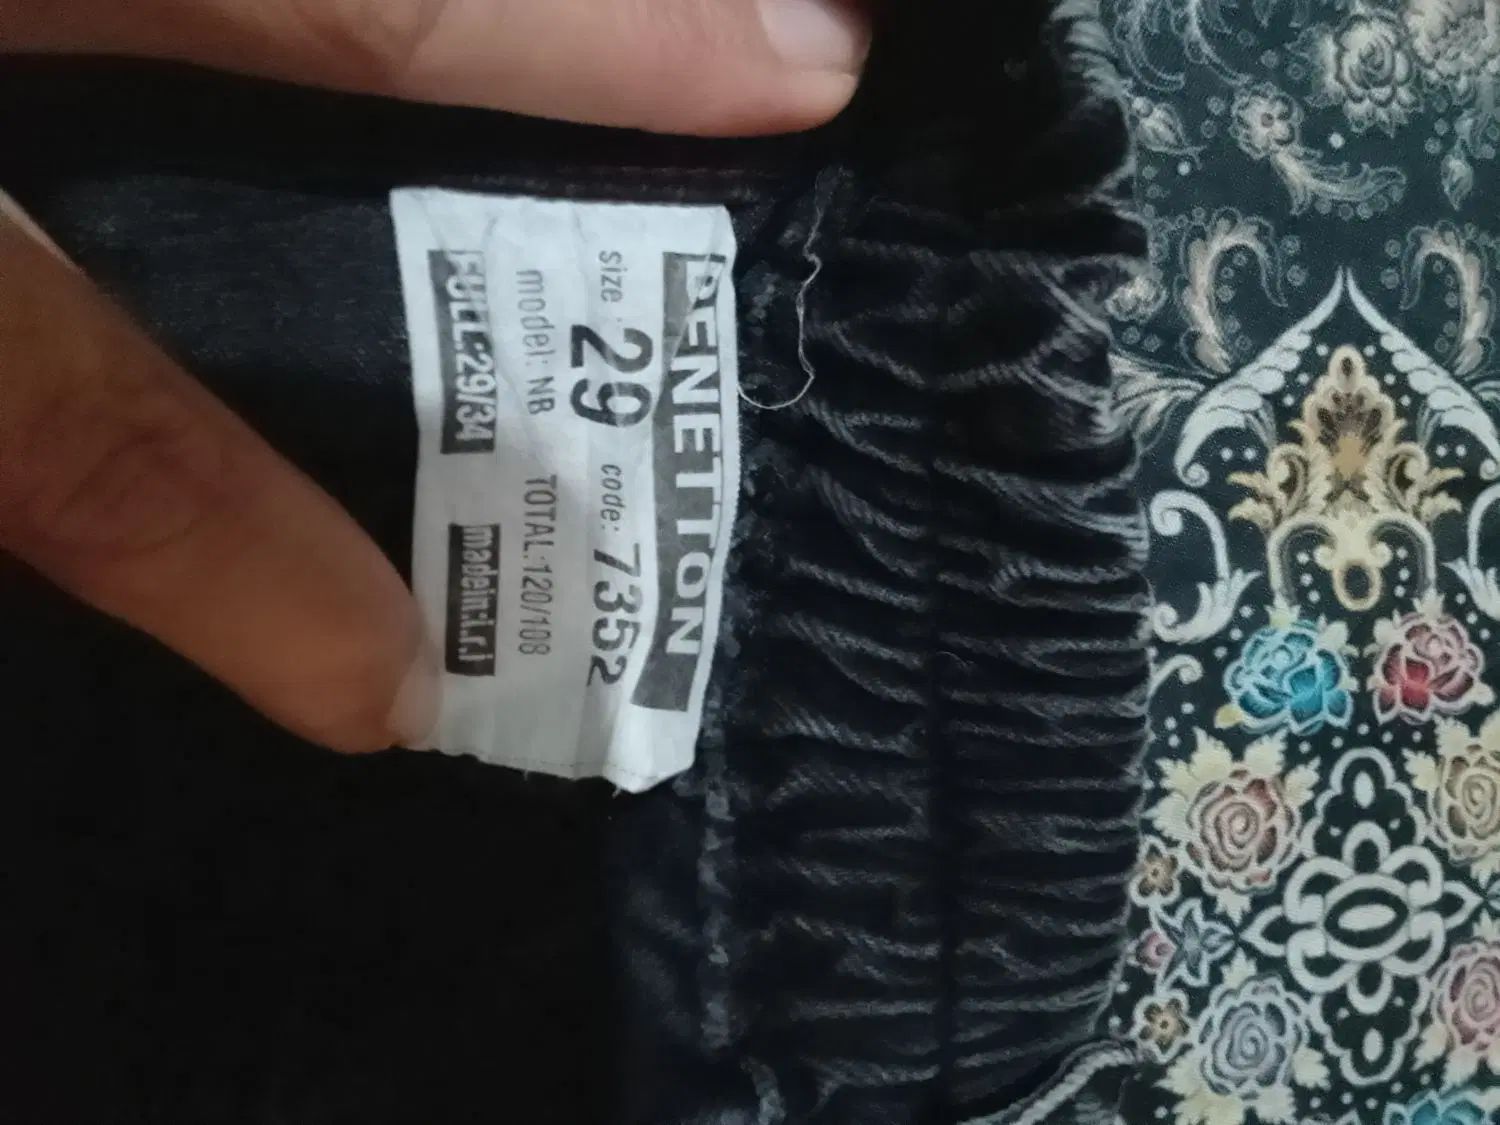 BENETTON
size: 29 code: 7352
model: NB TOTAL:120/108
FULL:29/34 madein:i.r.i